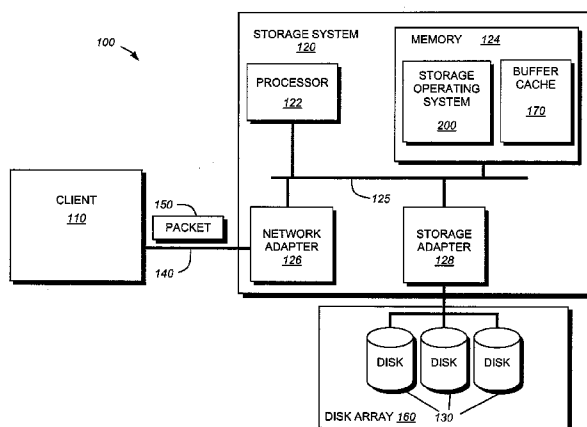 100
STORAGE SYSTEM
120
PROCESSOR
122
MEMORY 124
STORAGE
OPERATING
SYSTEM
200
BUFFER
CACHE
170
125
CLIENT
110
150
PACKET
140
NETWORK
ADAPTER
126
STORAGE
ADAPTER
128
DISK
DISK
DISK
DISK ARRAY 160
130